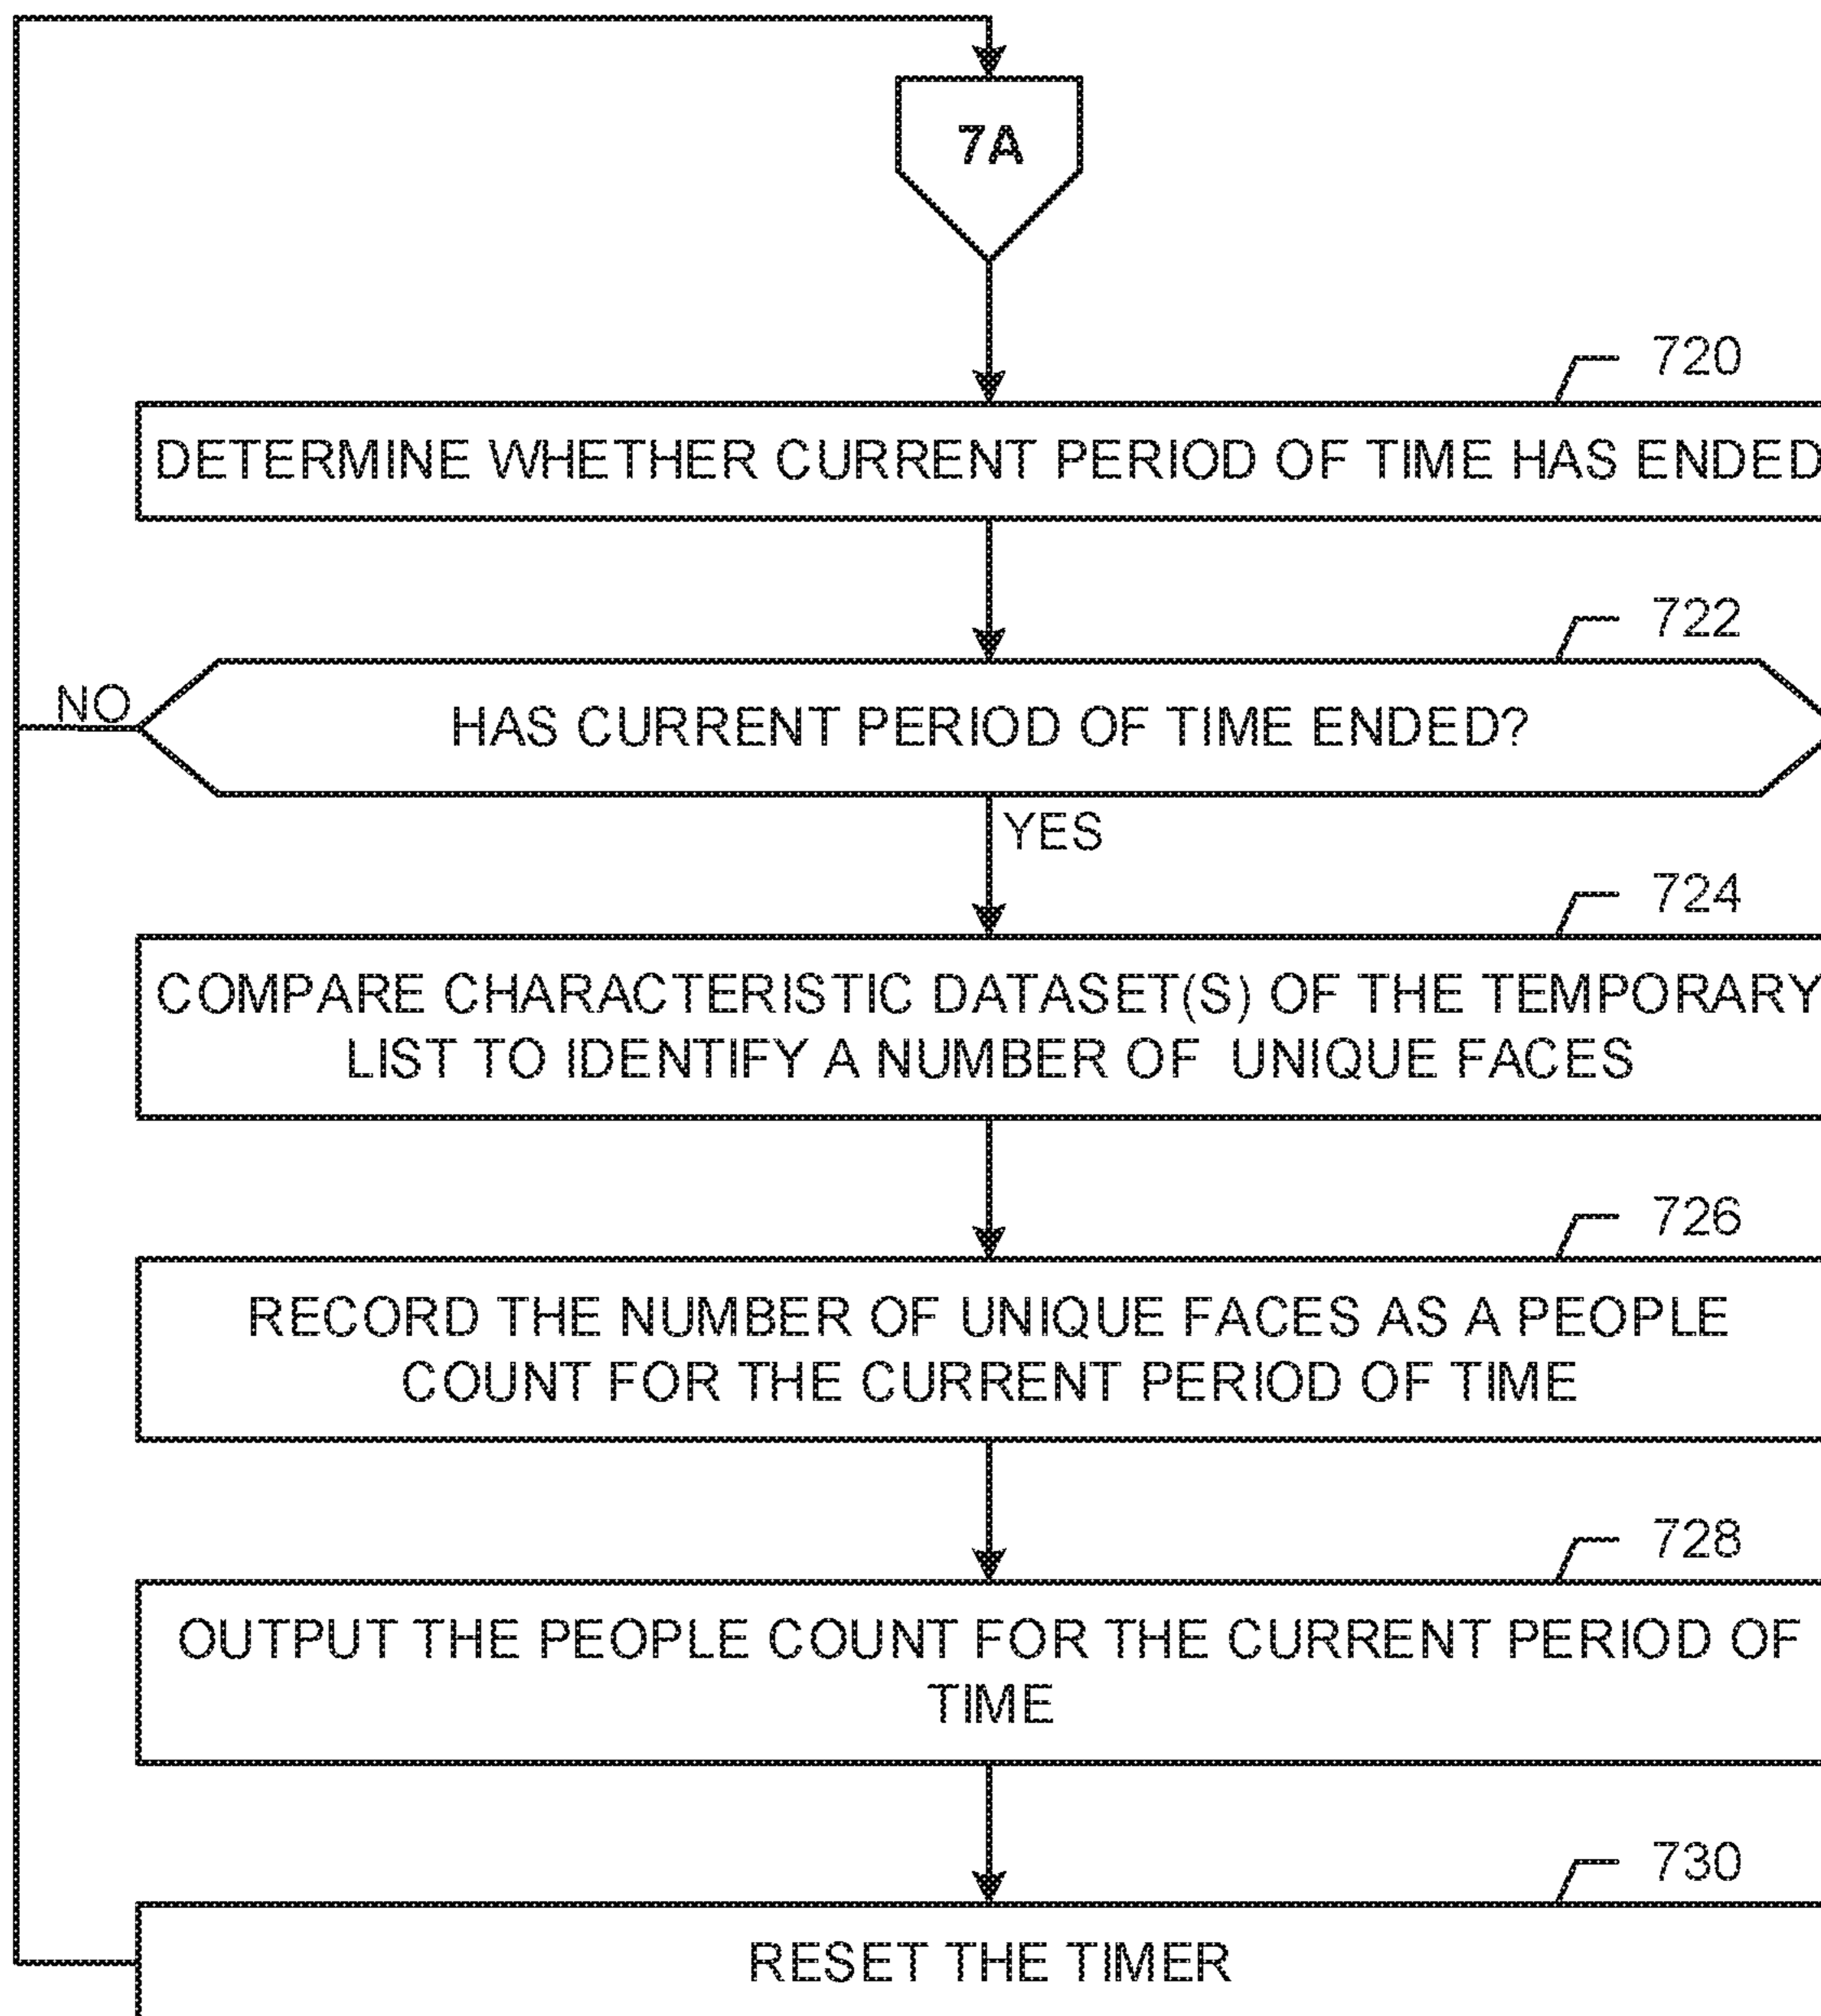 7A
720
DETERMINE WHETHER CURRENT PERIOD OF TIME HAS ENDED
722
NO
HAS CURRENT PERIOD OF TIME ENDED?
YES
724
COMPARE CHARACTERISTIC DATASET(S) OF THE TEMPORARY
LIST TO IDENTIFY A NUMBER OF UNIQUE FACES
726
RECORD THE NUMBER OF UNIQUE FACES AS A PEOPLE
COUNT FOR THE CURRENT PERIOD OF TIME
728
OUTPUT THE PEOPLE COUNT FOR THE CURRENT PERIOD OF
TIME
730
RESET THE TIMER